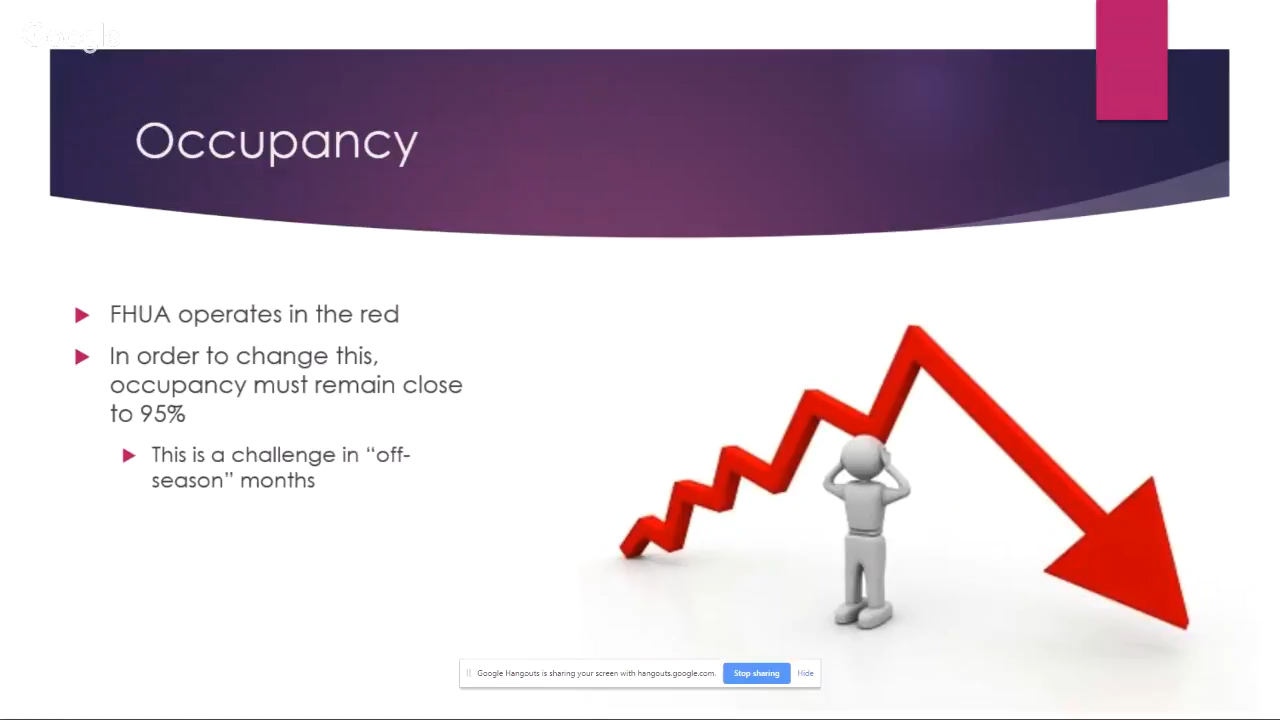 Google
Occupancy
FHUA operates in the red
In order to change this,
occupancy must remain close
to 95%
This is a challenge in “off-
season” months
Google Hangouts is sharing your screen with hangouts.google.com.
Stop sharing
Hide